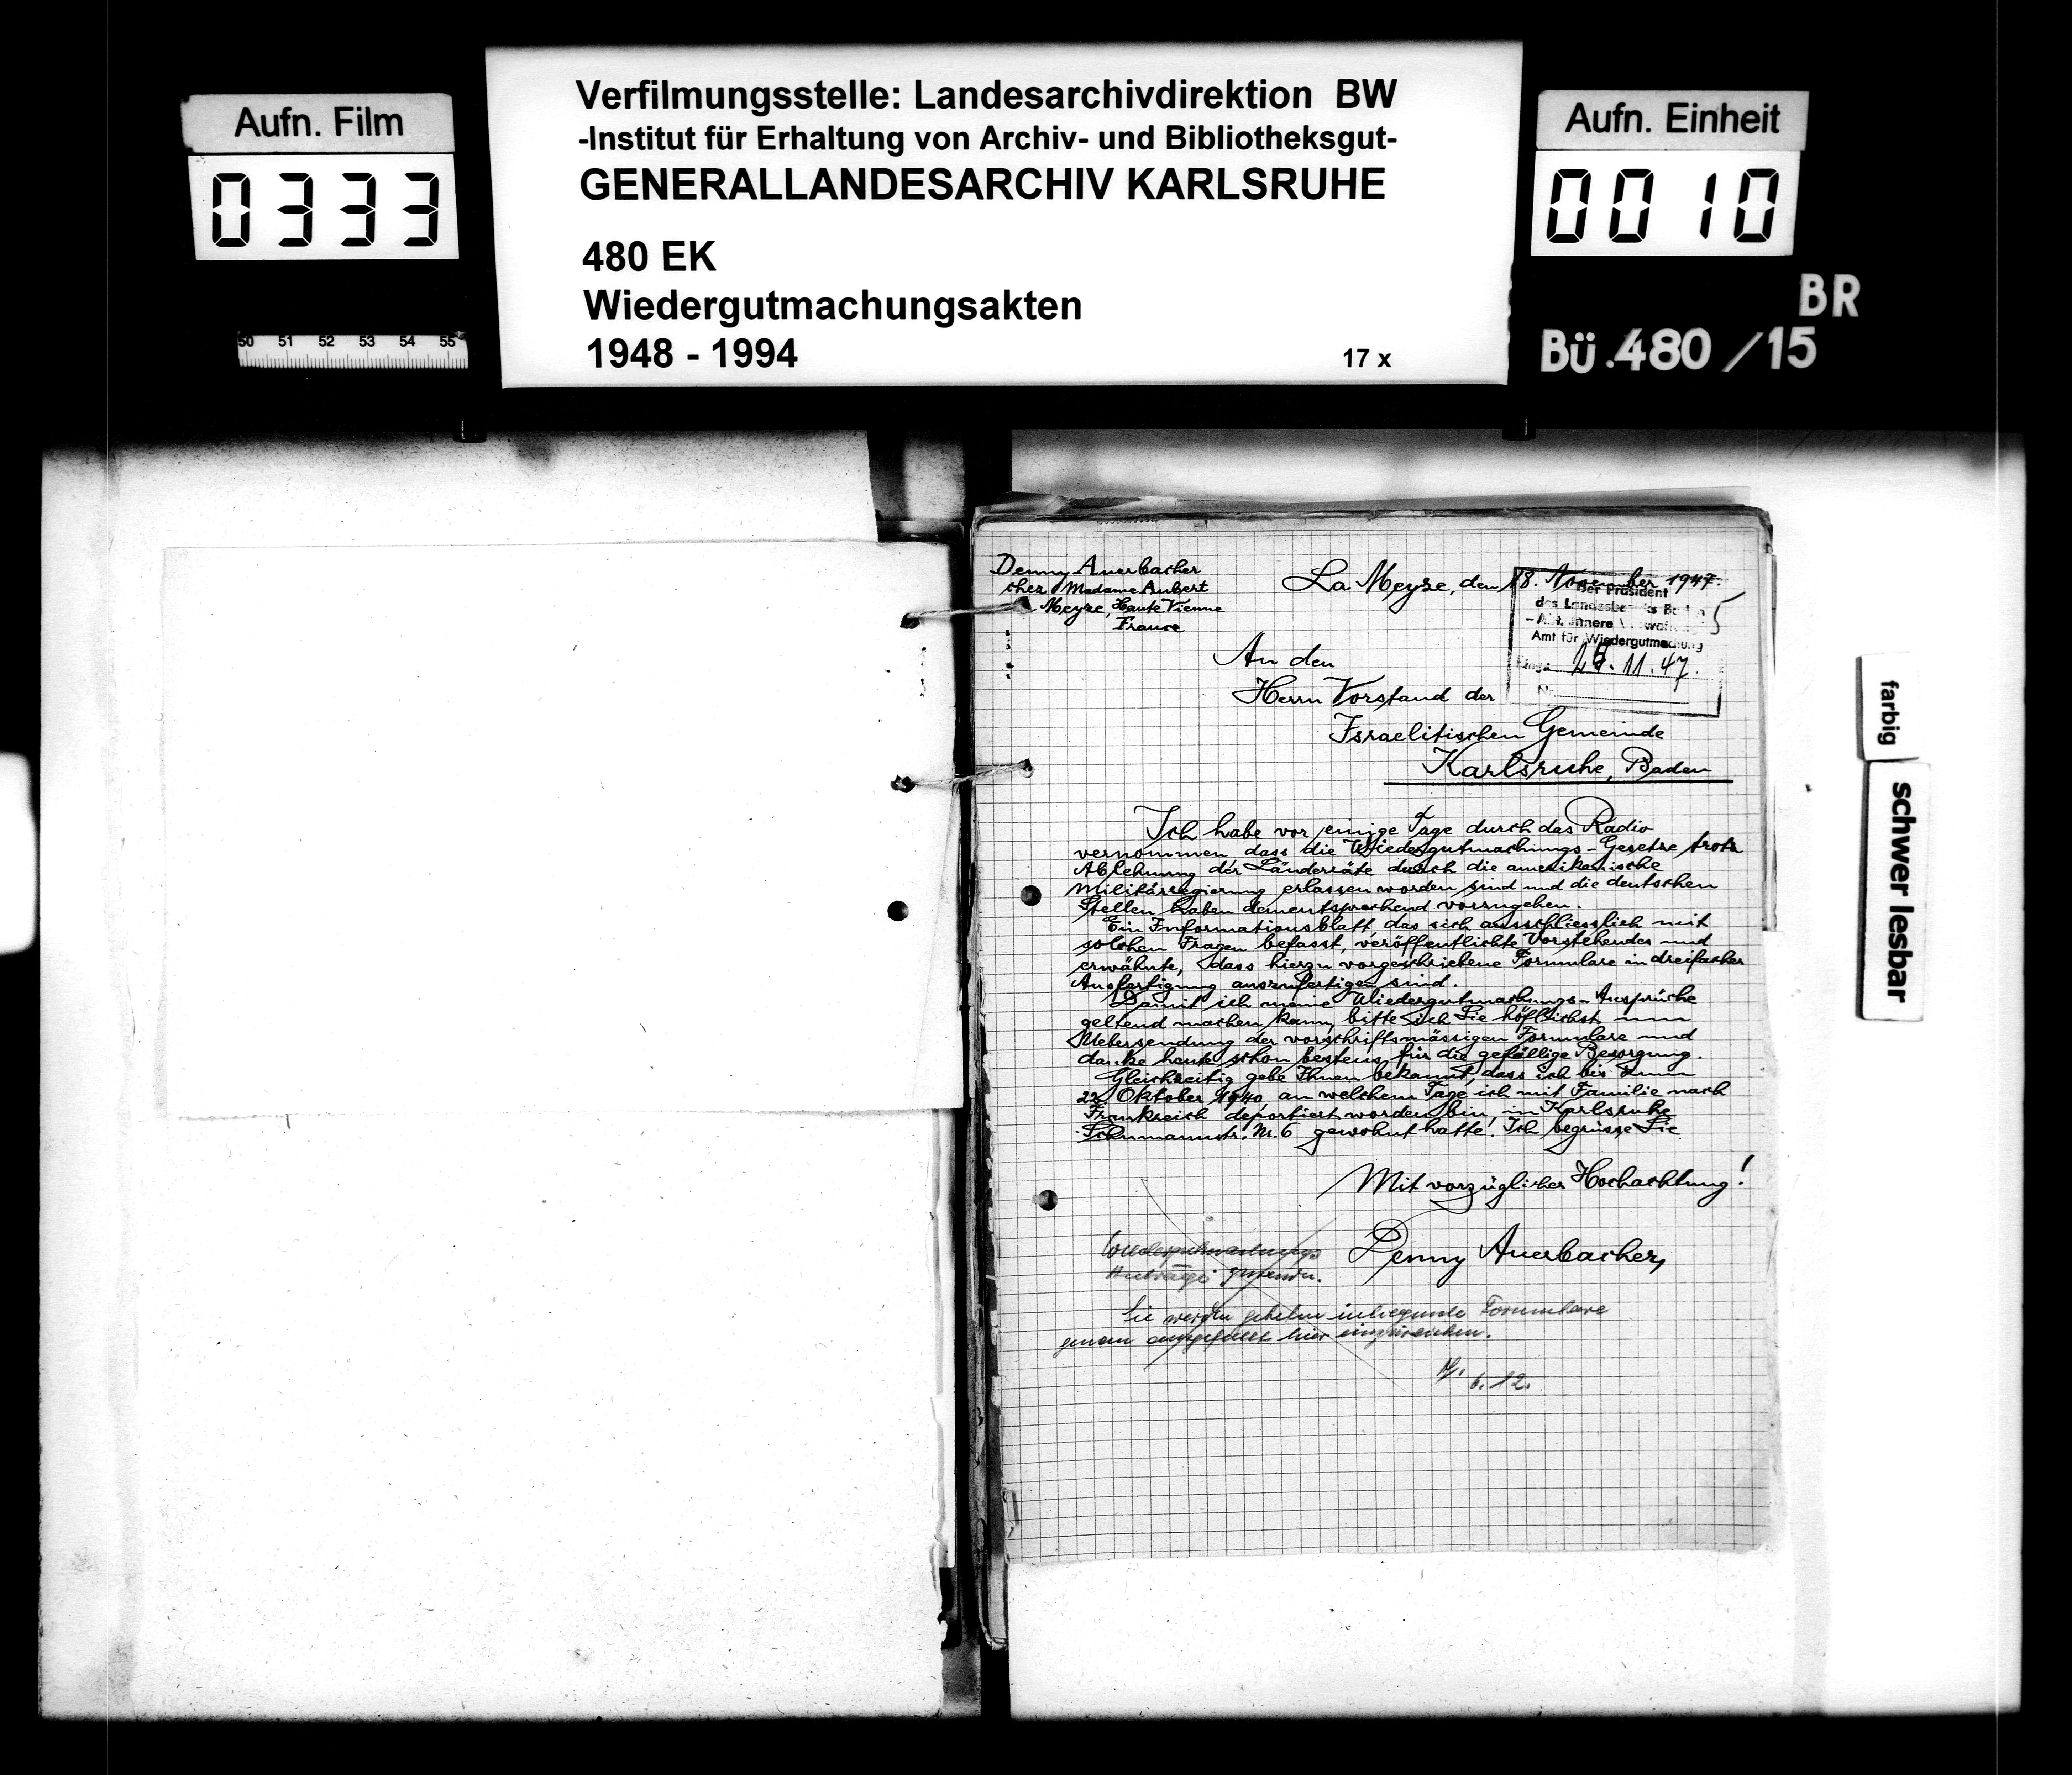 Aufn. Film
0333
Verfilmungsstelle: Landesarchivdirektion BW
-Institut für Erhaltung von Archiv- und Bibliotheksgut-
GENERALLANDESARCHIV KARLSRUHE
480 EK
Wiedergutmachungsakten
1948 - 1994
17 x
Aufn. Einheit
0010
BR
Bü.480/15
50 51 52 53 54 55
farbig
schwer lesbar
Denny Auerbacher
chez Madame Aubert
Meyze, Haute Vienne
France
La Meyze, den 18. November 1947.
Der Präsident
des Landesbezirks Baden
Amt für Wiedergutmachung
11.47.
5
An den
Herrn Vorstand der
Israelitischen Gemeinde
Karlsruhe, Baden
Ich habe vor einige Tage durch das Radio
vernommen dass die Wiedergutmachungs-Gesetze trotz
Ablehnung der Länderräte durch die amerikanische
Militärregierung erlassen worden sind und die deutschen
Stellen haben dementsprechend vorzugehen.
Ein Informationsblatt, das sich ausschliesslich mit
solchen Fragen befasst, veröffentlichte Vorstehendes und
erwähnte, dass hierzu vorgeschriebene Formulare in dreifacher
Ausfertigung auszufertigen sind.
Damit ich meine Wiedergutmachungs-Ansprüche
geltend machen kann, bitte ich Sie höflichst um
Uebersendung der vorschriftsmässigen Formulare und
danke heute schon bestens für die gefällige Besorgung.
Gleichzeitig gebe Ihnen bekannt, dass ich bis zum
22. Oktober 1940, an welchem Tage ich mit Familie nach
Frankreich deportiert worden bin, in Karlsruhe
Schumannstr. Nr. 6 gewohnt hatte. Ich begrüsse Sie
Mit vorzüglicher Hochachtung!
Denny Auerbacher,
Wiedergutmachungs
Anträge zusenden.
Sie werden gebeten inliegende Formulare
genau ausgefüllt hier einzureichen.
6.12.